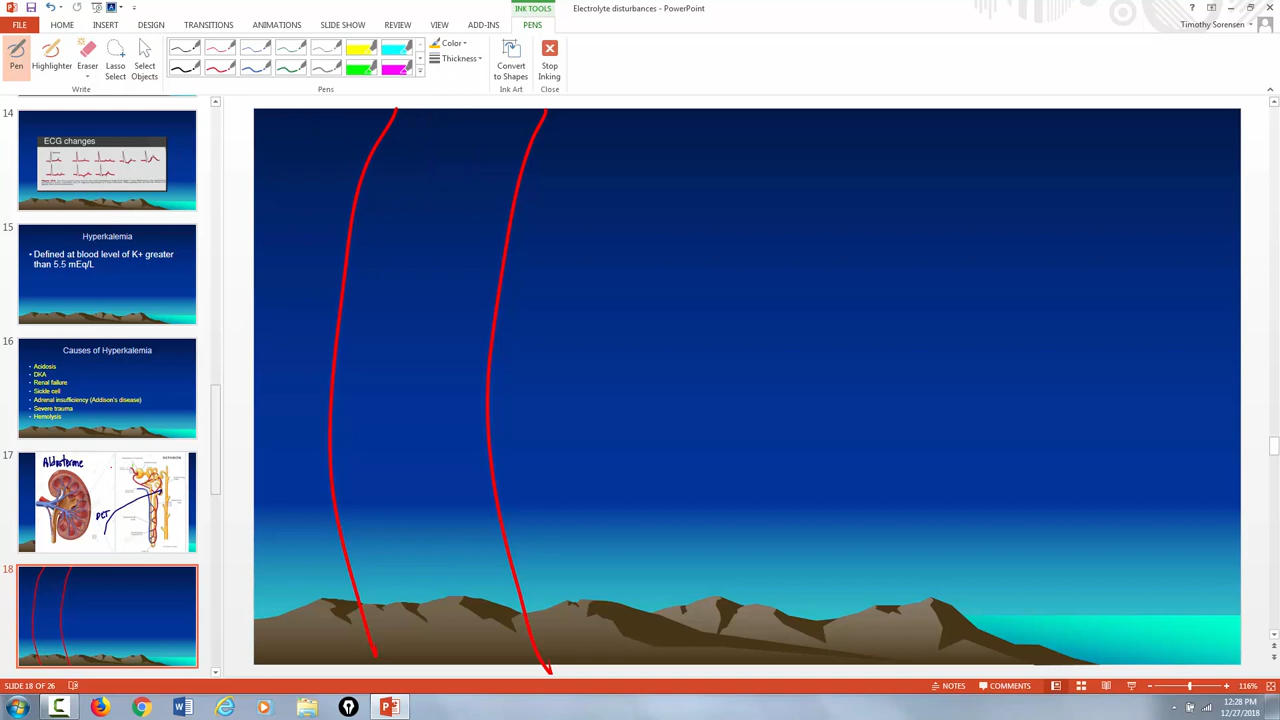 INK TOOLS
Electrolyte disturbances - PowerPoint
FILE HOME INSERT DESIGN TRANSITIONS ANIMATIONS SLIDE SHOW REVIEW VIEW ADD-INS PENS
Timothy Sorensen
Pen Highlighter Eraser Lasso Select Select Objects
Color
Thickness
Convert to Shapes
Stop Inking
Write Pens Ink Art Close
14
ECG changes
15
Hyperkalemia
• Defined at blood level of K+ greater
than 5.5 mEq/L
16
Causes of Hyperkalemia
• Acidosis
• DKA
• Renal failure
• Sickle cell
• Adrenal insufficiency (Addison's disease)
• Severe trauma
• Hemolysis
17
Aldosterone
NEPHRON
DCT
18
SLIDE 18 OF 26
NOTES COMMENTS 116%
12:28 PM
12/27/2018